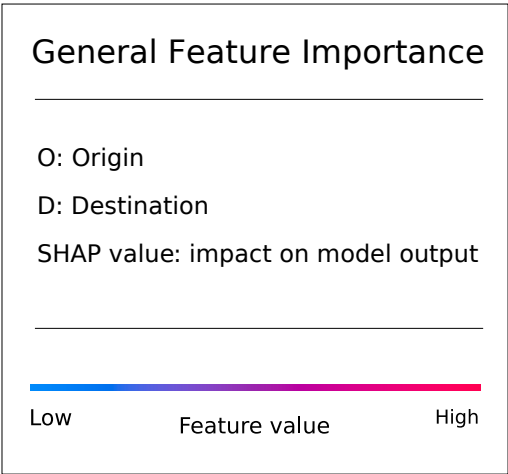 General Feature Importance
O: Origin
D: Destination
SHAP value: impact on model output
Low
Feature value
High